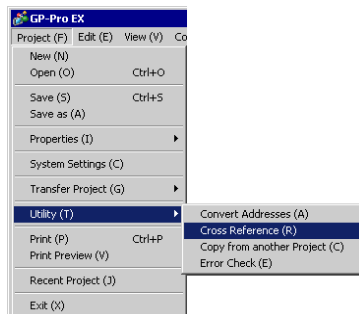 GP-Pro EX
Project (F) Edit (E) View (V) Co
New (N)
Open (O) Ctrl+O
Save (S) Ctrl+S
Save as (A)
Properties (I)
System Settings (C)
Transfer Project (G)
Utility (T)
Convert Addresses (A)
Cross Reference (R)
Copy from another Project (C)
Error Check (E)
Print (P) Ctrl+P
Print Preview (V)
Recent Project (J)
Exit (X)